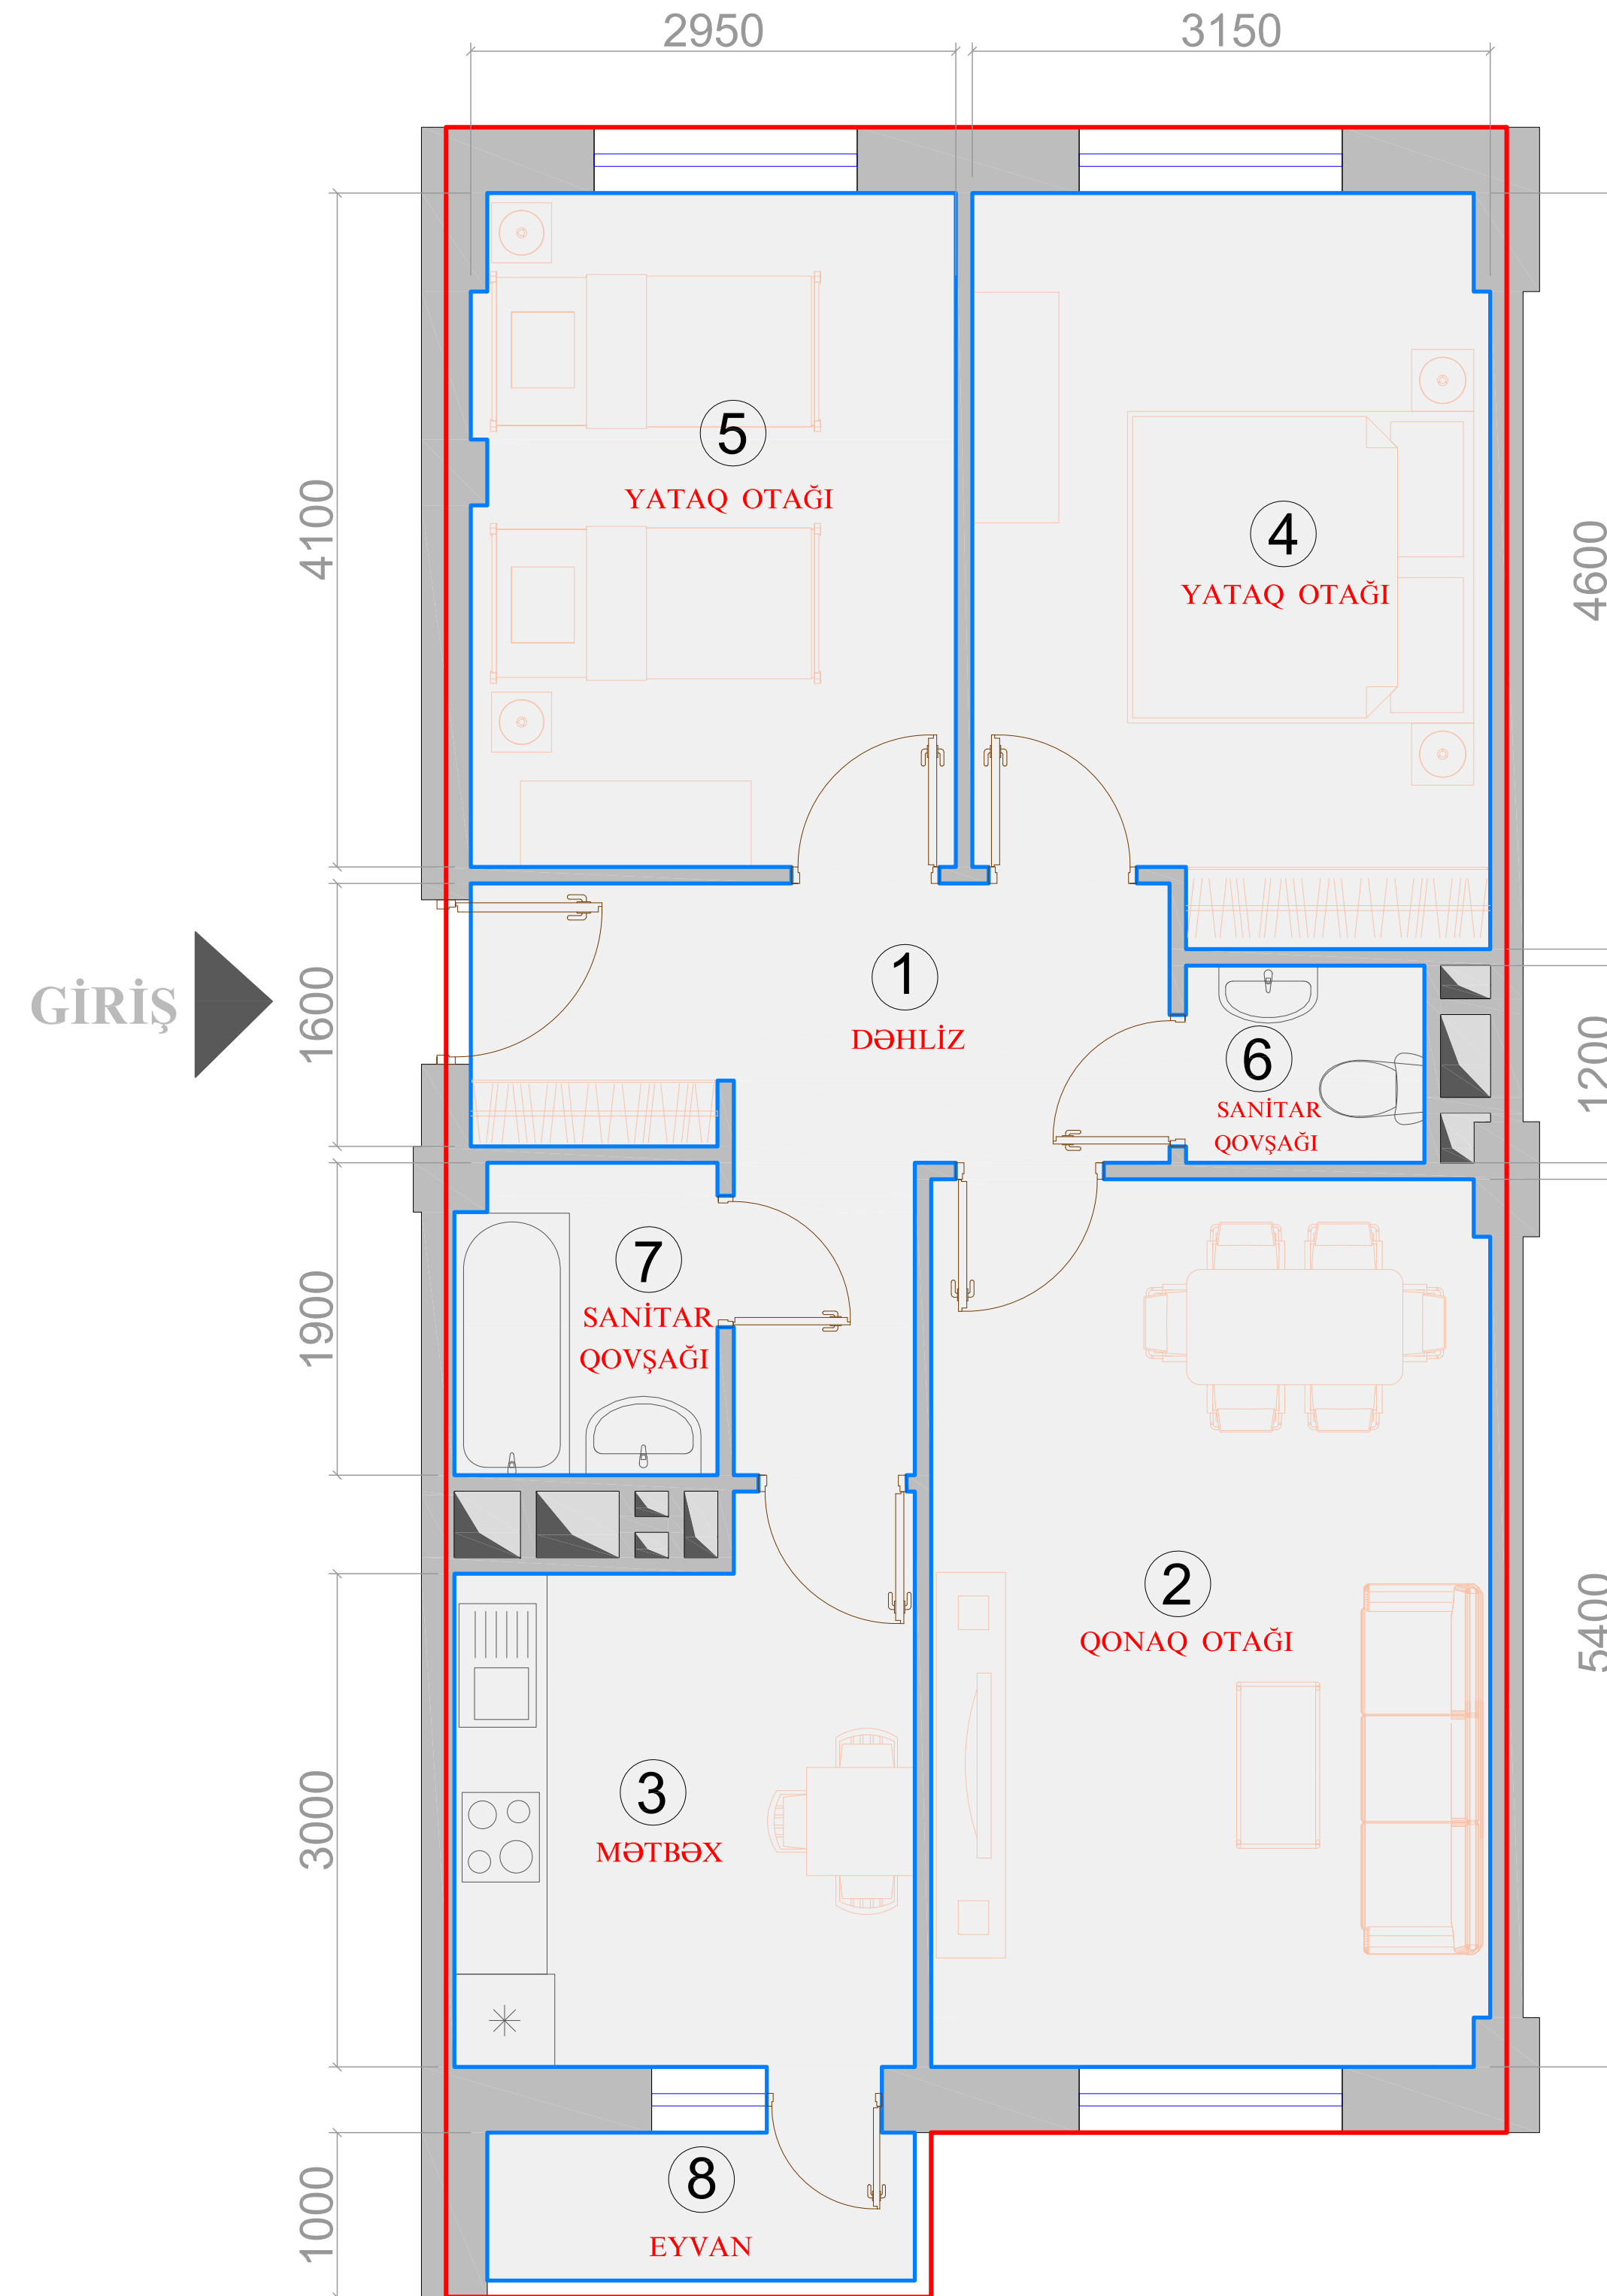 2950
3150
5
YATAQ OTAĞI
4
YATAQ OTAĞI
4100
4600
GİRİŞ
1600
1
DƏHLİZ
6
SANİTAR
QOVŞAĞI
1200
1900
7
SANİTAR
QOVŞAĞI
2
QONAQ OTAĞI
5400
3000
3
MƏTBƏX
8
EYVAN
1000